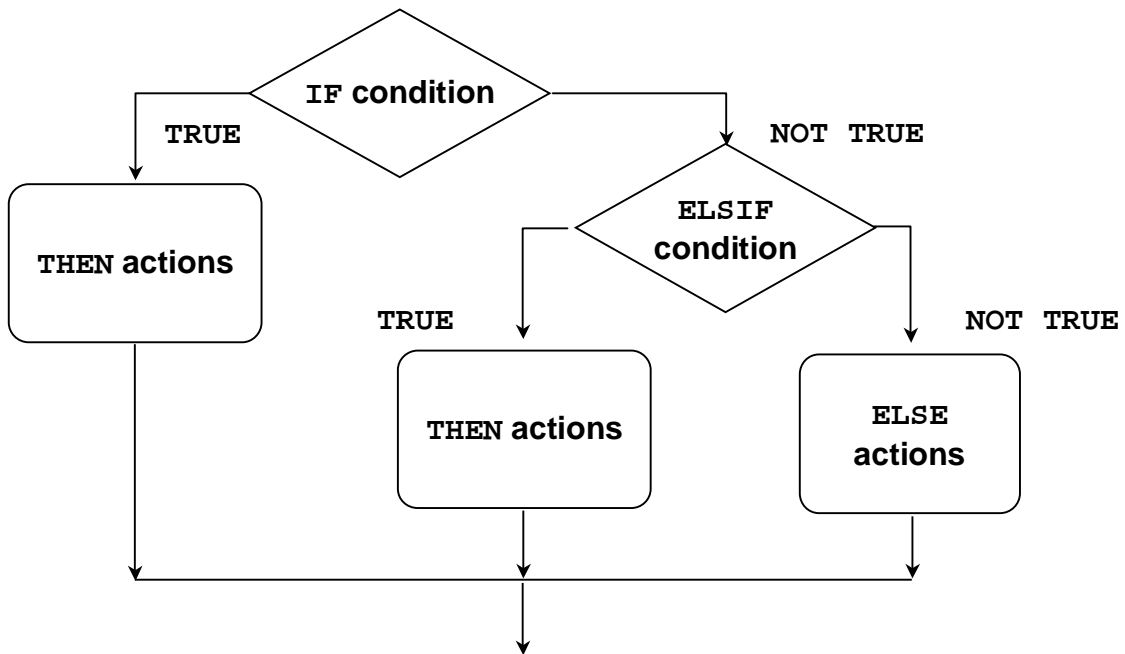 IF condition
TRUE
NOT TRUE
ELSIF
condition
THEN actions
TRUE
NOT TRUE
THEN actions
ELSE
actions